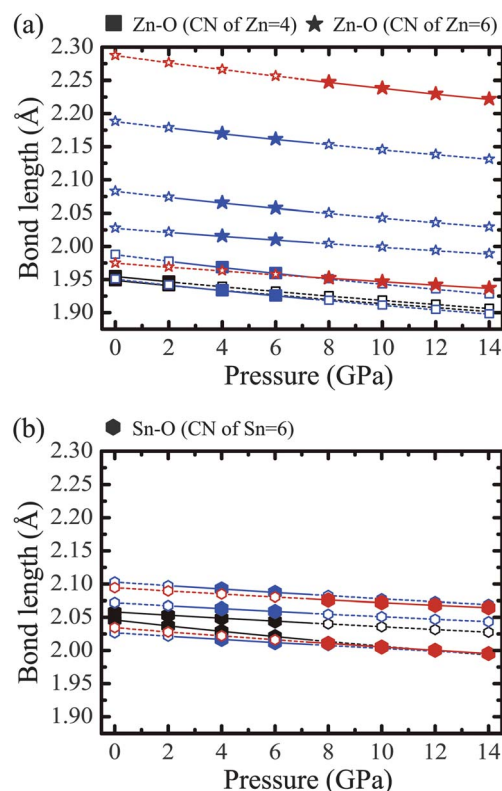 (a) Zn-O (CN of Zn=4) Zn-O (CN of Zn=6)
2.30
2.25
2.20
2.15
2.10
2.05
2.00
1.95
1.90
Bond length (Å)
0 2 4 6 8 10 12 14
Pressure (GPa)
(b) Sn-O (CN of Sn=6)
2.30
2.25
2.20
2.15
2.10
2.05
2.00
1.95
1.90
Bond length (Å)
0 2 4 6 8 10 12 14
Pressure (GPa)